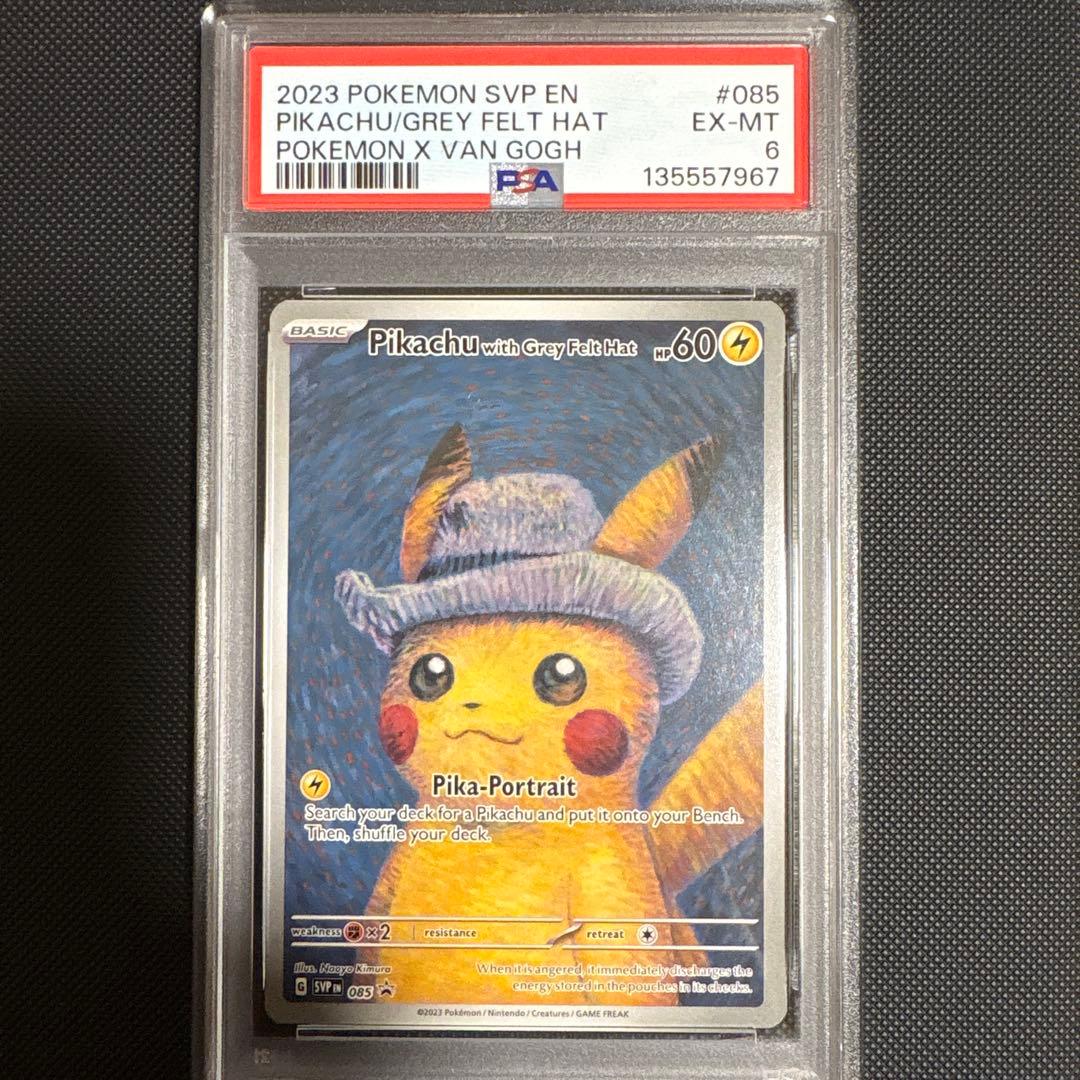 2023 POKEMON SVP EN #085
PIKACHU/GREY FELT HAT EX-MT
POKEMON X VAN GOGH 6
PSA 135557967
BASIC Pikachu with Grey Felt Hat HP60
Pika-Portrait
Search your deck for a Pikachu and put it onto your Bench.
Then, shuffle your deck.
weakness ×2 resistance retreat
Illus. Naoyo Kimura
When it is angered, it immediately discharges the
energy stored in the pouches in its cheeks.
G SVP EN 085
©2023 Pokémon / Nintendo / Creatures / GAME FREAK